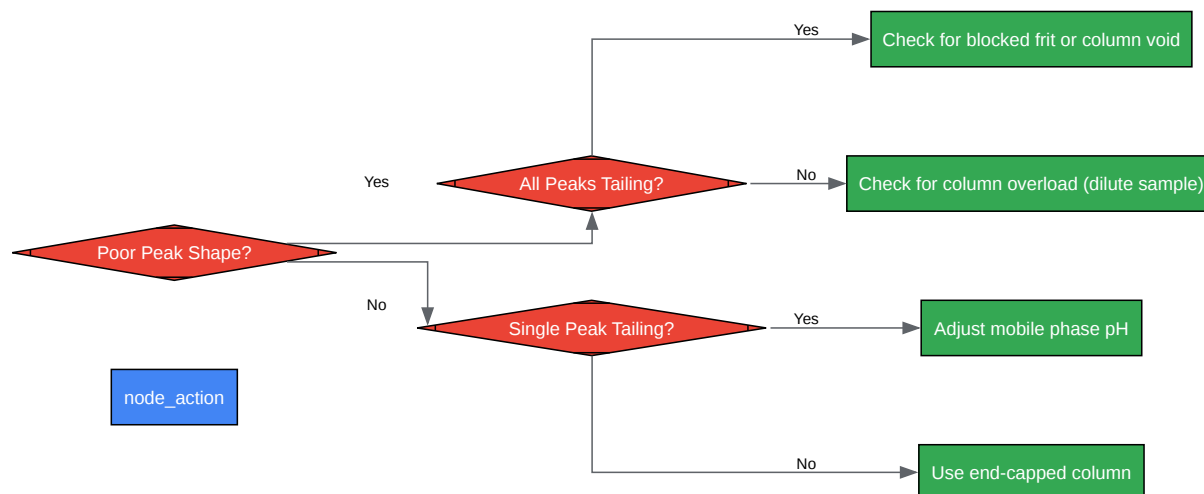 Yes
Check for blocked frit or column void
Yes
All Peaks Tailing?
No
Check for column overload (dilute sample)
Poor Peak Shape?
No
Single Peak Tailing?
Yes
Adjust mobile phase pH
node_action
No
Use end-capped column